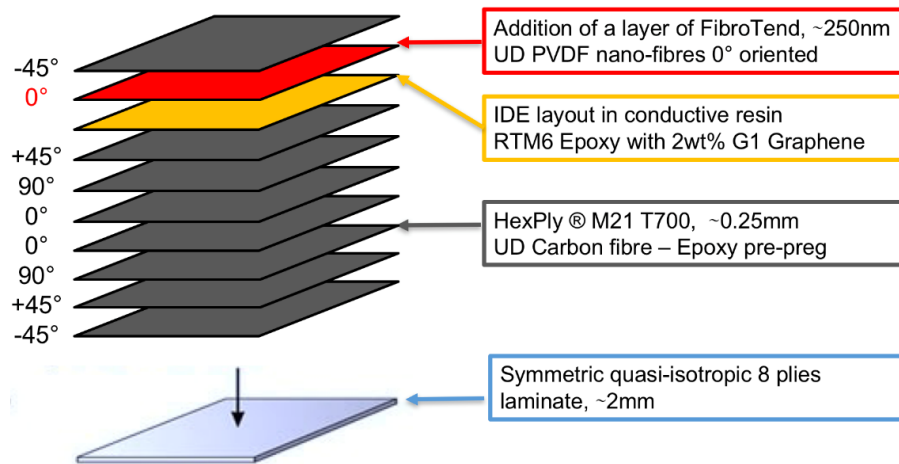 Addition of a layer of FibroTend, ~250nm
UD PVDF nano-fibres 0° oriented
-45°
0°
IDE layout in conductive resin
RTM6 Epoxy with 2wt% G1 Graphene
+45°
90°
0°
HexPly ® M21 T700, ~0.25mm
UD Carbon fibre – Epoxy pre-preg
0°
90°
+45°
-45°
Symmetric quasi-isotropic 8 plies
laminate, ~2mm